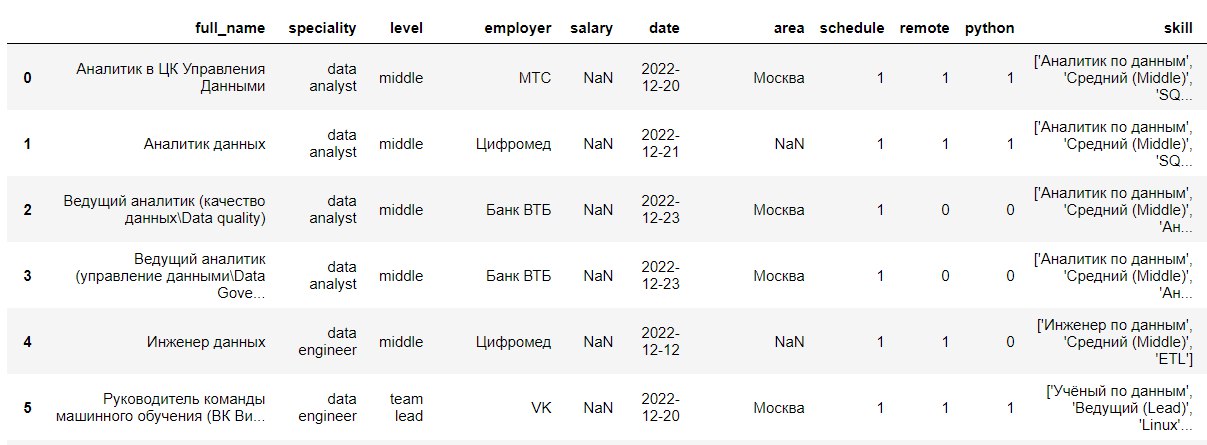 full_name speciality level employer salary date area schedule remote python skill
0 Аналитик в ЦК Управления Данными data analyst middle МТС NaN 2022-12-20 Москва 1 1 1 ['Аналитик по данным', 'Средний (Middle)', 'SQ...
1 Аналитик данных data analyst middle Цифромед NaN 2022-12-21 NaN 1 1 1 ['Аналитик по данным', 'Средний (Middle)', 'SQ...
2 Ведущий аналитик (качество данных\Data quality) data analyst middle Банк ВТБ NaN 2022-12-23 Москва 1 0 0 ['Аналитик по данным', 'Средний (Middle)', 'Ан...
3 Ведущий аналитик (управление данными\Data Gove... data analyst middle Банк ВТБ NaN 2022-12-23 Москва 1 0 0 ['Аналитик по данным', 'Средний (Middle)', 'Ан...
4 Инженер данных data engineer middle Цифромед NaN 2022-12-12 NaN 1 1 0 ['Инженер по данным', 'Средний (Middle)', 'ETL']
5 Руководитель команды машинного обучения (ВК Ви... data engineer team lead VK NaN 2022-12-20 Москва 1 1 1 ['Учёный по данным', 'Ведущий (Lead)', 'Linux'...